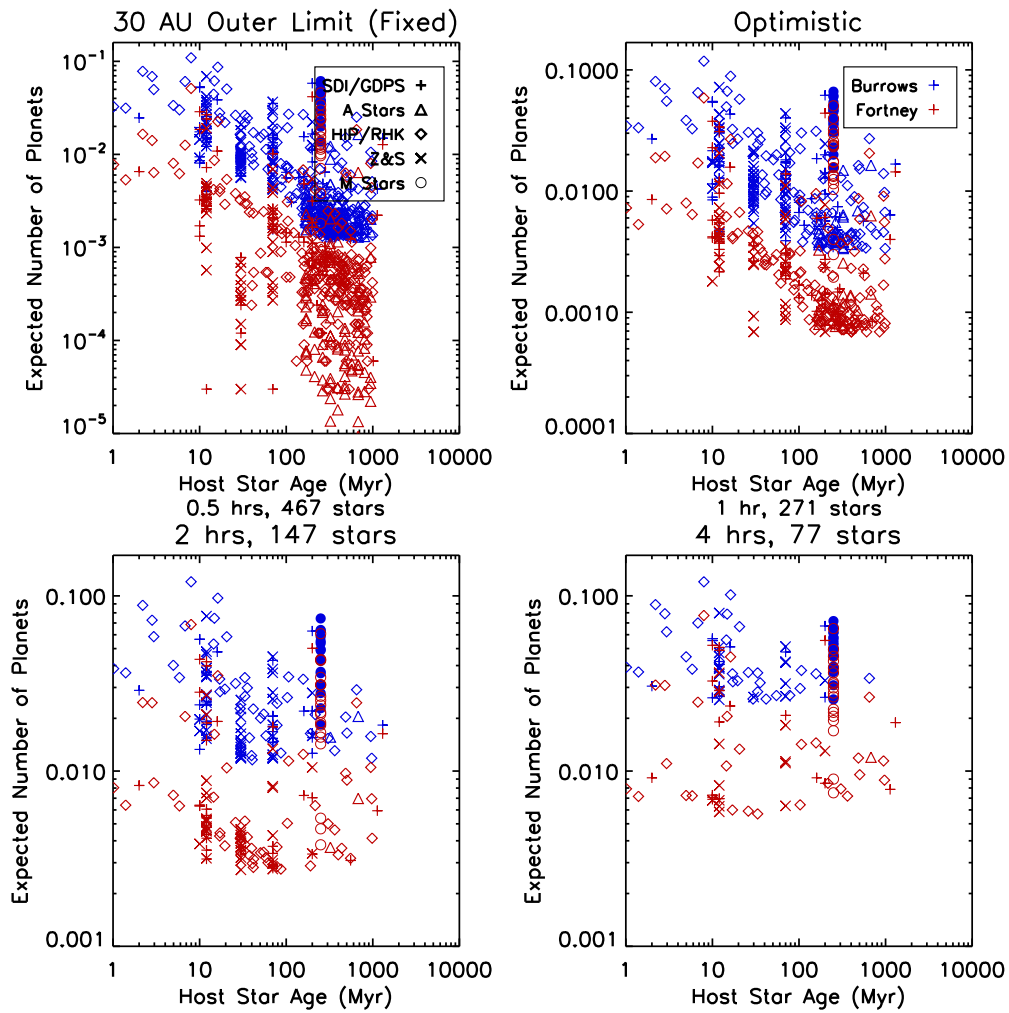 30 AU Outer Limit (Fixed)
Expected Number of Planets
10^-1
10^-2
10^-3
10^-4
10^-5
SDI/GDPS
A Stars
HIP/RHK
Z&S
M Stars
1 10 100 1000 10000
Host Star Age (Myr)
0.5 hrs, 467 stars
Optimistic
Expected Number of Planets
0.1000
0.0100
0.0010
0.0001
Burrows
Fortney
1 10 100 1000 10000
Host Star Age (Myr)
1 hr, 271 stars
2 hrs, 147 stars
Expected Number of Planets
0.100
0.010
0.001
1 10 100 1000 10000
Host Star Age (Myr)
4 hrs, 77 stars
Expected Number of Planets
0.100
0.010
0.001
1 10 100 1000 10000
Host Star Age (Myr)